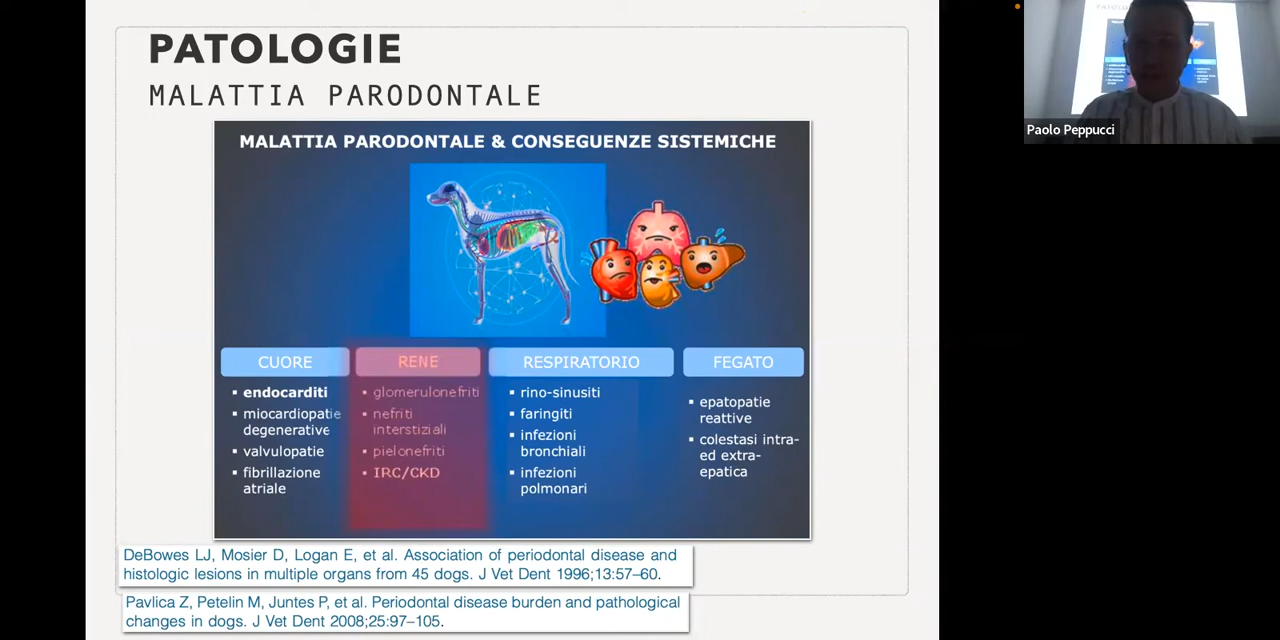 PATOLOGIE
MALATTIA PARODONTALE
MALATTIA PARODONTALE & CONSEGUENZE SISTEMICHE
CUORE
▪ endocarditi
▪ miocardiopatie
degenerative
▪ valvulopatie
▪ fibrillazione
atriale
RENE
▪ glomerulonefriti
▪ nefriti
interstiziali
▪ pielonefriti
▪ IRC/CKD
RESPIRATORIO
▪ rino-sinusiti
▪ faringiti
▪ infezioni
bronchiali
▪ infezioni
polmonari
FEGATO
▪ epatopatie
reattive
▪ colestasi intra-
ed extra-
epatica
DeBowes LJ, Mosier D, Logan E, et al. Association of periodontal disease and
histologic lesions in multiple organs from 45 dogs. J Vet Dent 1996;13:57–60.
Pavlica Z, Petelin M, Juntes P, et al. Periodontal disease burden and pathological
changes in dogs. J Vet Dent 2008;25:97–105.
Paolo Peppucci